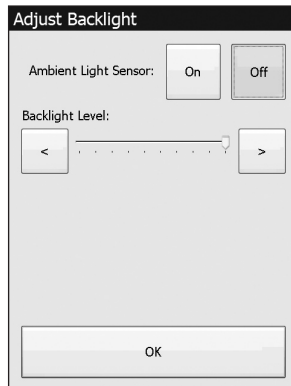 Adjust Backlight
Ambient Light Sensor: On Off
Backlight Level:
< >
OK